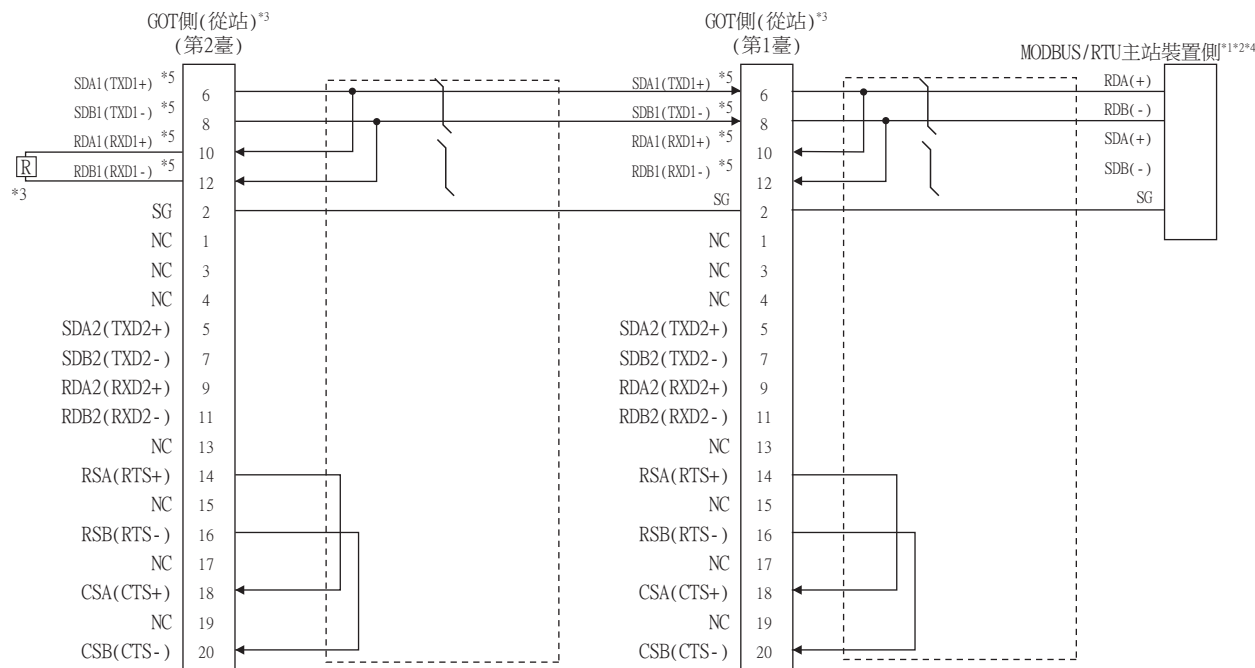 GOT側(從站)*3
(第2臺)
GOT側(從站)*3
(第1臺)
MODBUS/RTU主站裝置側*1*2*4
SDA1(TXD1+) *5 6 SDA1(TXD1+) *5 6 RDA(+)
SDB1(TXD1-) *5 8 SDB1(TXD1-) *5 8 RDB(-)
RDA1(RXD1+) *5 10 RDA1(RXD1+) *5 10 SDA(+)
R RDB1(RXD1-) *5 12 RDB1(RXD1-) *5 12 SDB(-)
*3
SG 2 SG 2 SG
NC 1 NC 1
NC 3 NC 3
NC 4 NC 4
SDA2(TXD2+) 5 SDA2(TXD2+) 5
SDB2(TXD2-) 7 SDB2(TXD2-) 7
RDA2(RXD2+) 9 RDA2(RXD2+) 9
RDB2(RXD2-) 11 RDB2(RXD2-) 11
NC 13 NC 13
RSA(RTS+) 14 RSA(RTS+) 14
NC 15 NC 15
RSB(RTS-) 16 RSB(RTS-) 16
NC 17 NC 17
CSA(CTS+) 18 CSA(CTS+) 18
NC 19 NC 19
CSB(CTS-) 20 CSB(CTS-) 20